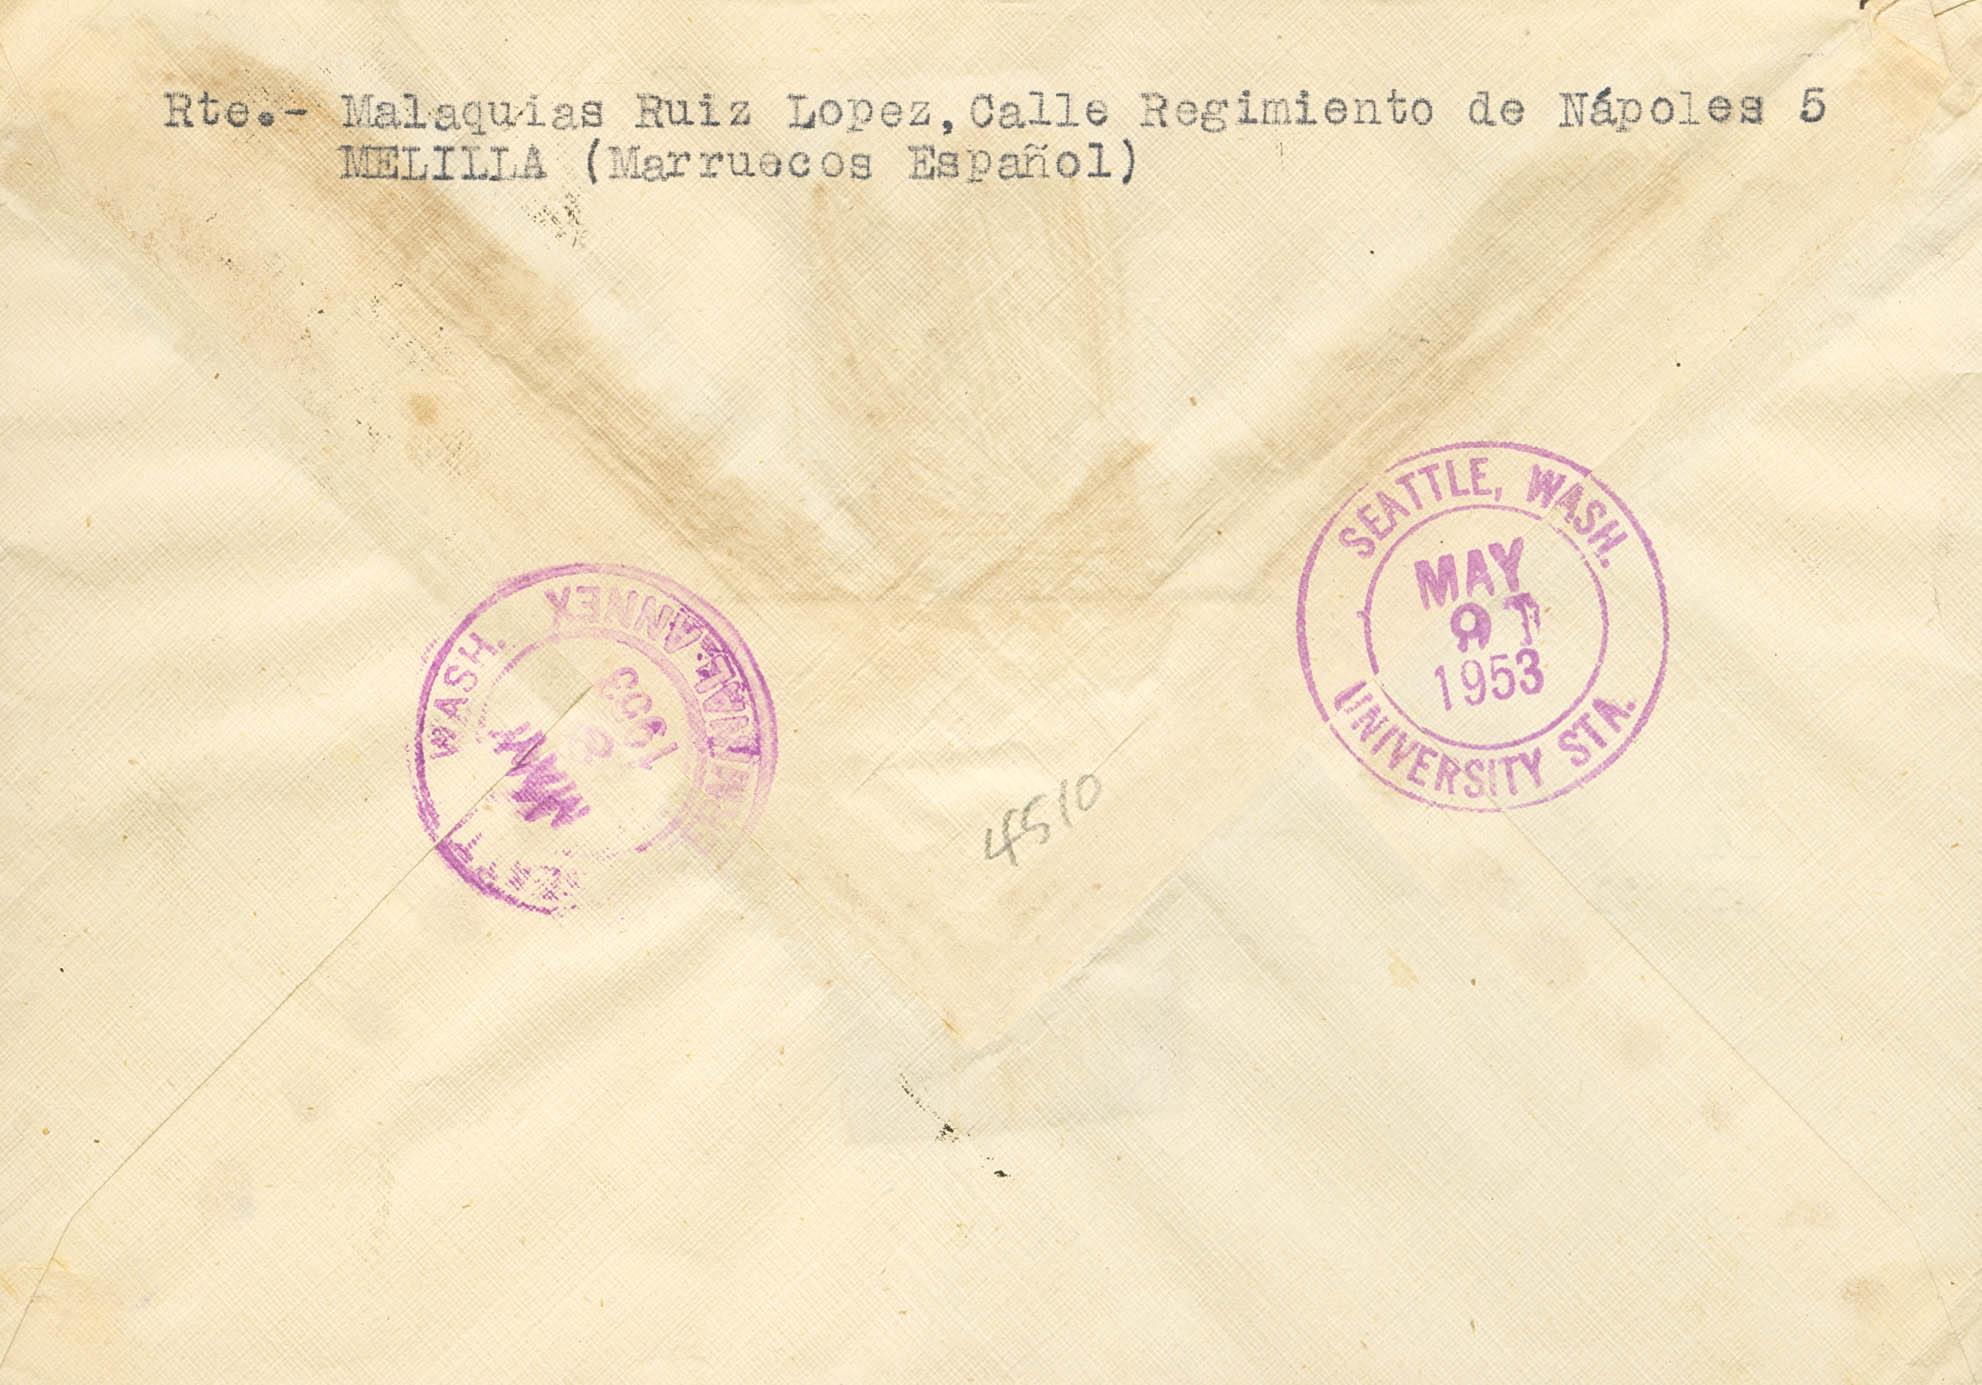 Rte.- Malaquias Ruiz Lopez, Calle Regimiento de Nápoles 5
MELILLA (Marruecos Español)
SEATTLE, WASH.
MAY
1953
UNIVERSITY STA.
WASH.
TERMINAL ANNEX
MAY
1953
4510